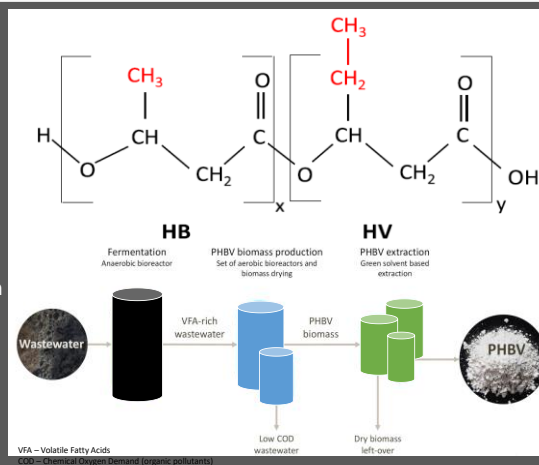 CH3
CH3
CH2
O
O
H
CH
C
CH
C
O
CH2
O
CH2
OH
x
y
HB
HV
Fermentation
Anaerobic bioreactor
PHBV biomass production
Set of aerobic bioreactors and
biomass drying
PHBV extraction
Green solvent based
extraction
Wastewater
VFA-rich
wastewater
PHBV
biomass
PHBV
Low COD
wastewater
Dry biomass
left-over
VFA – Volatile Fatty Acids
COD – Chemical Oxygen Demand (organic pollutants)